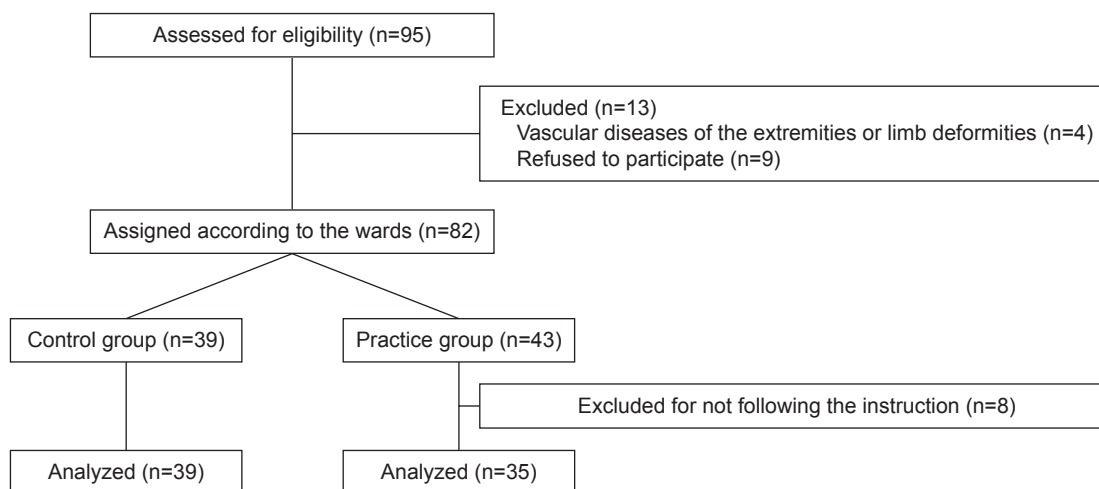 Assessed for eligibility (n=95)
Excluded (n=13)
Vascular diseases of the extremities or limb deformities (n=4)
Refused to participate (n=9)
Assigned according to the wards (n=82)
Control group (n=39)
Practice group (n=43)
Excluded for not following the instruction (n=8)
Analyzed (n=39)
Analyzed (n=35)